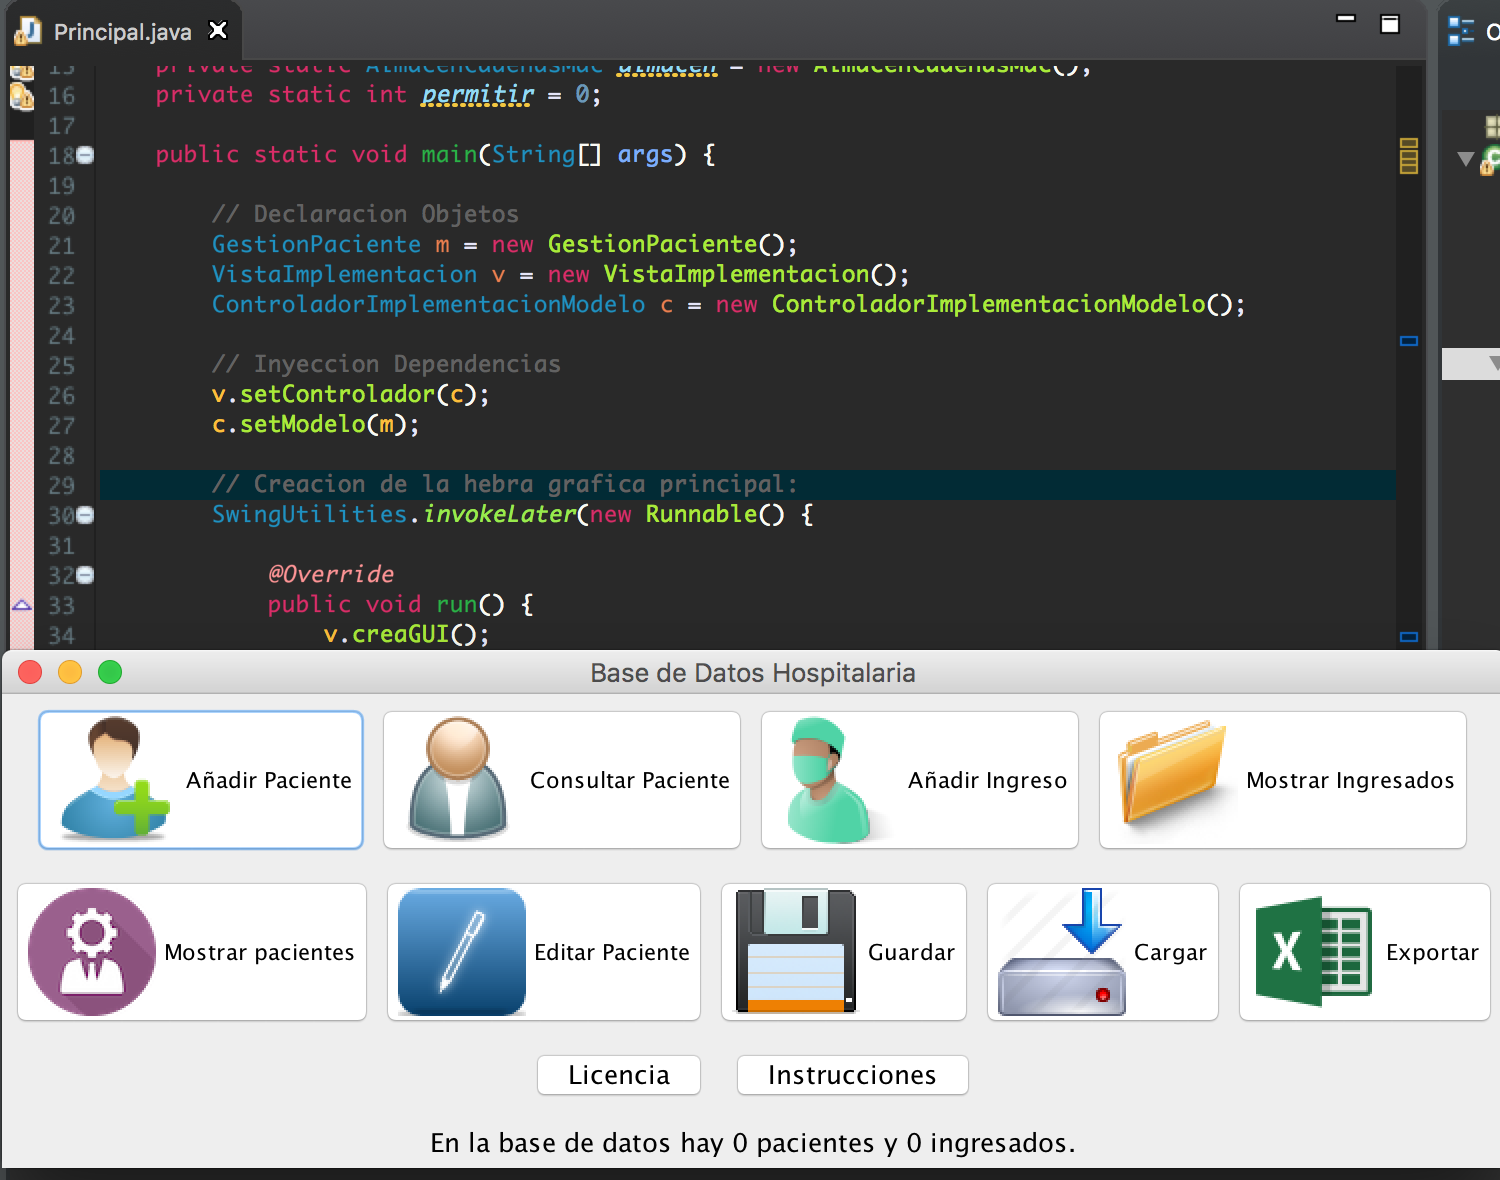 Principal.java
15 private static AlmacenCadenasMac almacen = new AlmacenCadenasMac();
16 private static int permitir = 0;
17
18 public static void main(String[] args) {
19
20 // Declaracion Objetos
21 GestionPaciente m = new GestionPaciente();
22 VistaImplementacion v = new VistaImplementacion();
23 ControladorImplementacionModelo c = new ControladorImplementacionModelo();
24
25 // Inyeccion Dependencias
26 v.setControlador(c);
27 c.setModelo(m);
28
29 // Creacion de la hebra grafica principal:
30 SwingUtilities.invokeLater(new Runnable() {
31
32 @Override
33 public void run() {
34 v.creaGUI();
Base de Datos Hospitalaria
Añadir Paciente
Consultar Paciente
Añadir Ingreso
Mostrar Ingresados
Mostrar pacientes
Editar Paciente
Guardar
Cargar
X
Exportar
Licencia
Instrucciones
En la base de datos hay 0 pacientes y 0 ingresados.